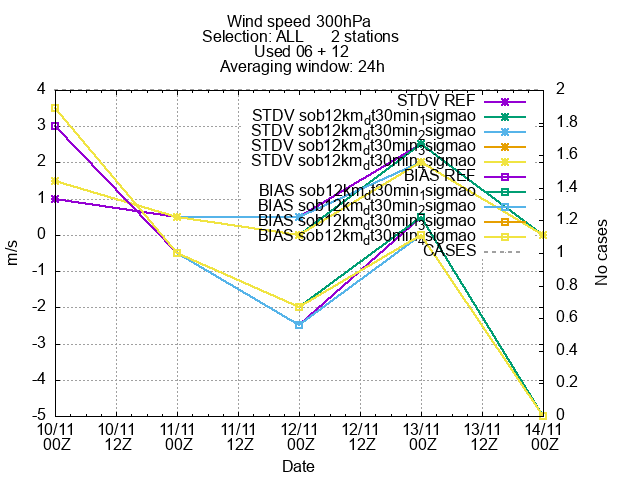 Wind speed 300hPa
Selection: ALL 2 stations
Used 06 + 12
Averaging window: 24h
4
3
2
1
0
-1
-2
-3
-4
-5
m/s
2
1.8
1.6
1.4
1.2
1
0.8
0.6
0.4
0.2
0
No cases
STDV REF
STDV sob12km_dt30min_1sigmao
STDV sob12km_dt30min_2sigmao
STDV sob12km_dt30min_3sigmao
STDV sob12km_dt30min_4sigmao
BIAS REF
BIAS sob12km_dt30min_1sigmao
BIAS sob12km_dt30min_2sigmao
BIAS sob12km_dt30min_3sigmao
BIAS sob12km_dt30min_4sigmao
CASES
10/11 10/11 11/11 11/11 12/11 12/11 13/11 13/11 14/11
00Z 12Z 00Z 12Z 00Z 12Z 00Z 12Z 00Z
Date